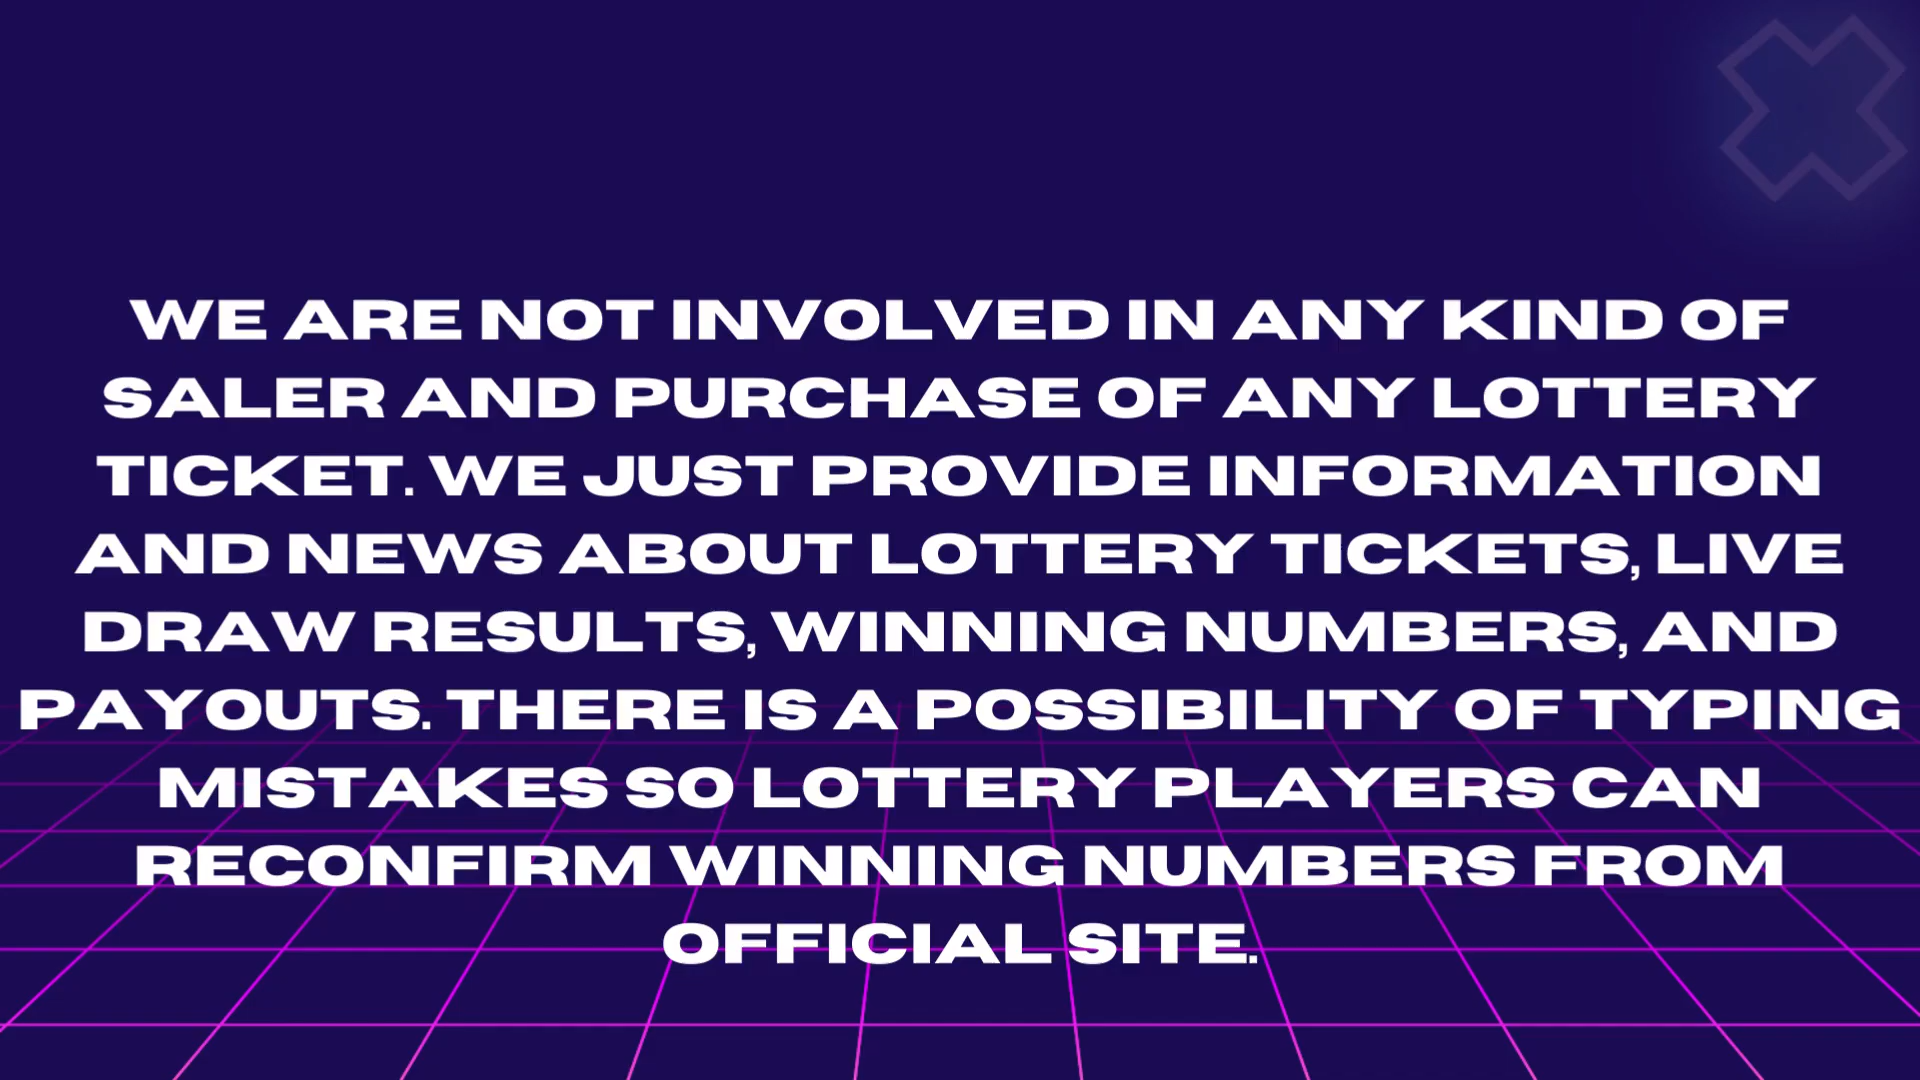 WE ARE NOT INVOLVED IN ANY KIND OF
SALER AND PURCHASE OF ANY LOTTERY
TICKET. WE JUST PROVIDE INFORMATION
AND NEWS ABOUT LOTTERY TICKETS, LIVE
DRAW RESULTS, WINNING NUMBERS, AND
PAYOUTS. THERE IS A POSSIBILITY OF TYPING
MISTAKES SO LOTTERY PLAYERS CAN
RECONFIRM WINNING NUMBERS FROM
OFFICIAL SITE.